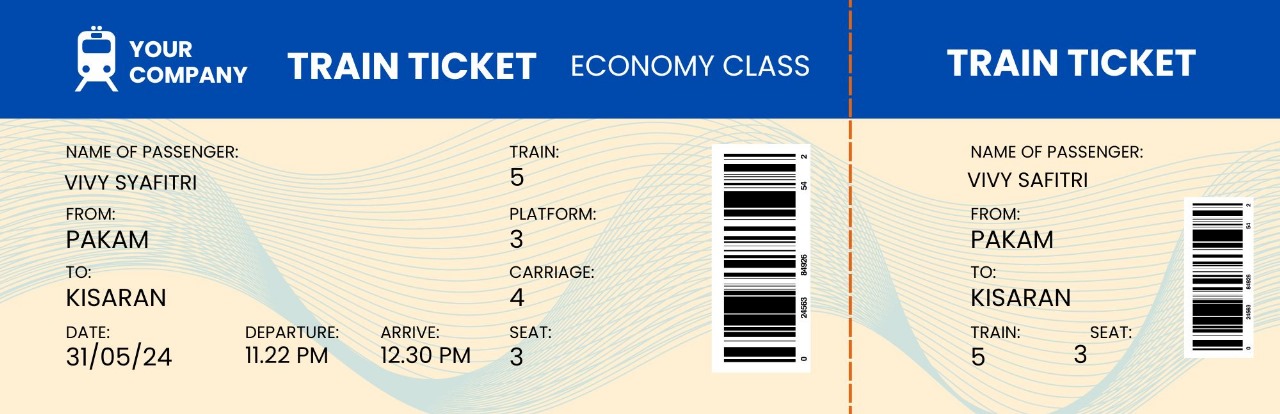 YOUR
COMPANY
TRAIN TICKET ECONOMY CLASS
NAME OF PASSENGER:
VIVY SYAFITRI
FROM:
PAKAM
TO:
KISARAN
DATE: DEPARTURE: ARRIVE:
31/05/24 11.22 PM 12.30 PM
TRAIN:
5
PLATFORM:
3
CARRIAGE:
4
SEAT:
3
0 24563 84926 54 2
TRAIN TICKET
NAME OF PASSENGER:
VIVY SAFITRI
FROM:
PAKAM
TO:
KISARAN
TRAIN: SEAT:
5 3
0 24563 84926 54 2